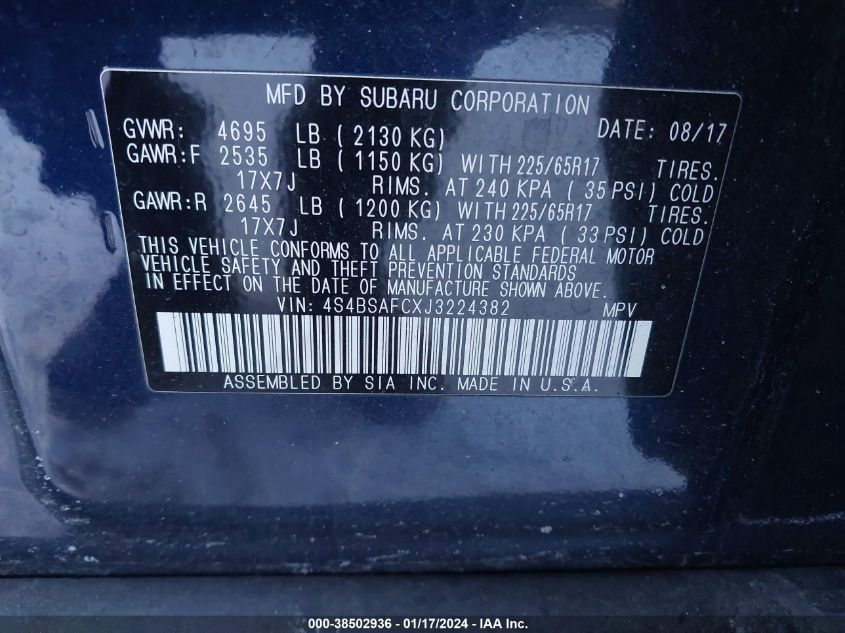 MFD BY SUBARU CORPORATION
GVWR: 4695 LB ( 2130 KG) DATE: 08/17
GAWR:F 2535 LB ( 1150 KG) WITH 225/65R17 TIRES.
17X7J RIMS. AT 240 KPA ( 35 PSI) COLD
GAWR:R 2645 LB ( 1200 KG) WITH 225/65R17 TIRES.
17X7J RIMS. AT 230 KPA ( 33 PSI) COLD
THIS VEHICLE CONFORMS TO ALL APPLICABLE FEDERAL MOTOR
VEHICLE SAFETY AND THEFT PREVENTION STANDARDS
IN EFFECT ON THE DATE OF MANUFACTURE SHOWN ABOVE.
VIN: 4S4BSAFCXJ3224382 MPV
ASSEMBLED BY SIA INC. MADE IN U.S.A.
000-38502936 - 01/17/2024 - IAA Inc.